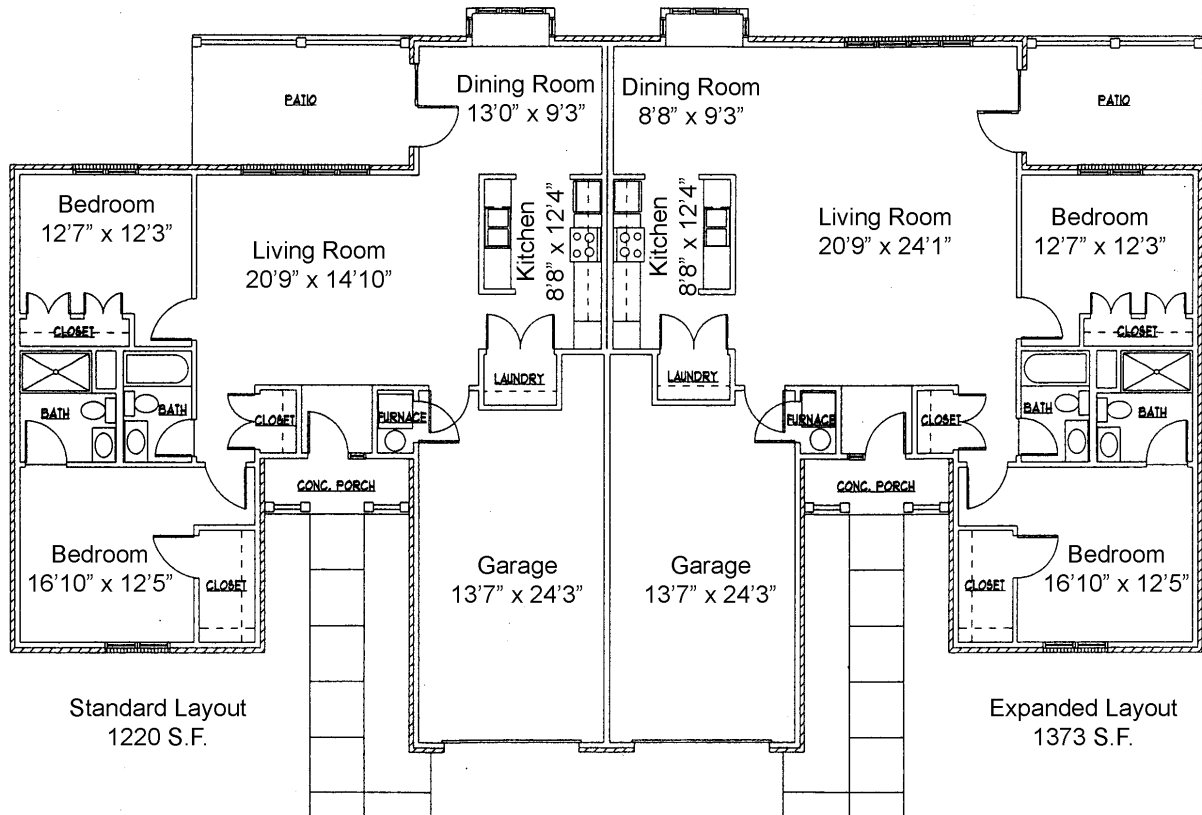 Dining Room
13'0" x 9'3"
Dining Room
8'8" x 9'3"
PATIO
PATIO
Bedroom
12'7" x 12'3"
Living Room
20'9" x 14'10"
Kitchen
8'8" x 12'4"
Kitchen
8'8" x 12'4"
Living Room
20'9" x 24'1"
Bedroom
12'7" x 12'3"
CLOSET
CLOSET
LAUNDRY
LAUNDRY
BATH
BATH
CLOSET
FURNACE
FURNACE
CLOSET
BATH
BATH
CONC. PORCH
CONC. PORCH
Bedroom
16'10" x 12'5"
CLOSET
Garage
13'7" x 24'3"
Garage
13'7" x 24'3"
CLOSET
Bedroom
16'10" x 12'5"
Standard Layout
1220 S.F.
Expanded Layout
1373 S.F.